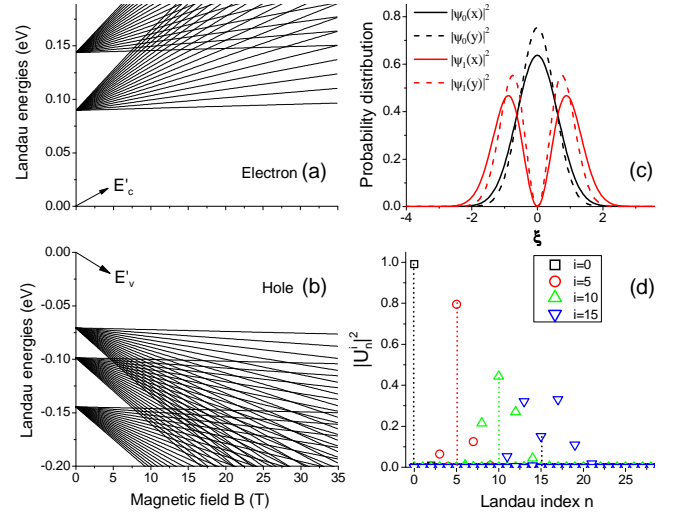 Landau energies (eV)
0.15
0.10
0.05
0.00
E'c
Electron
(a)
Probability distribution
0.8
0.6
0.4
0.2
0.0
|ψ0(x)|²
|ψ0(y)|²
|ψ1(x)|²
|ψ1(y)|²
(c)
-4
-2
0
2
ξ
Landau energies (eV)
0.00
-0.05
-0.10
-0.15
-0.20
E'v
Hole
(b)
0
5
10
15
20
25
30
35
Magnetic field B (T)
|U^i_n|²
1.0
0.8
0.6
0.4
0.2
0.0
i=0
i=5
i=10
i=15
(d)
0
5
10
15
20
25
Landau index n